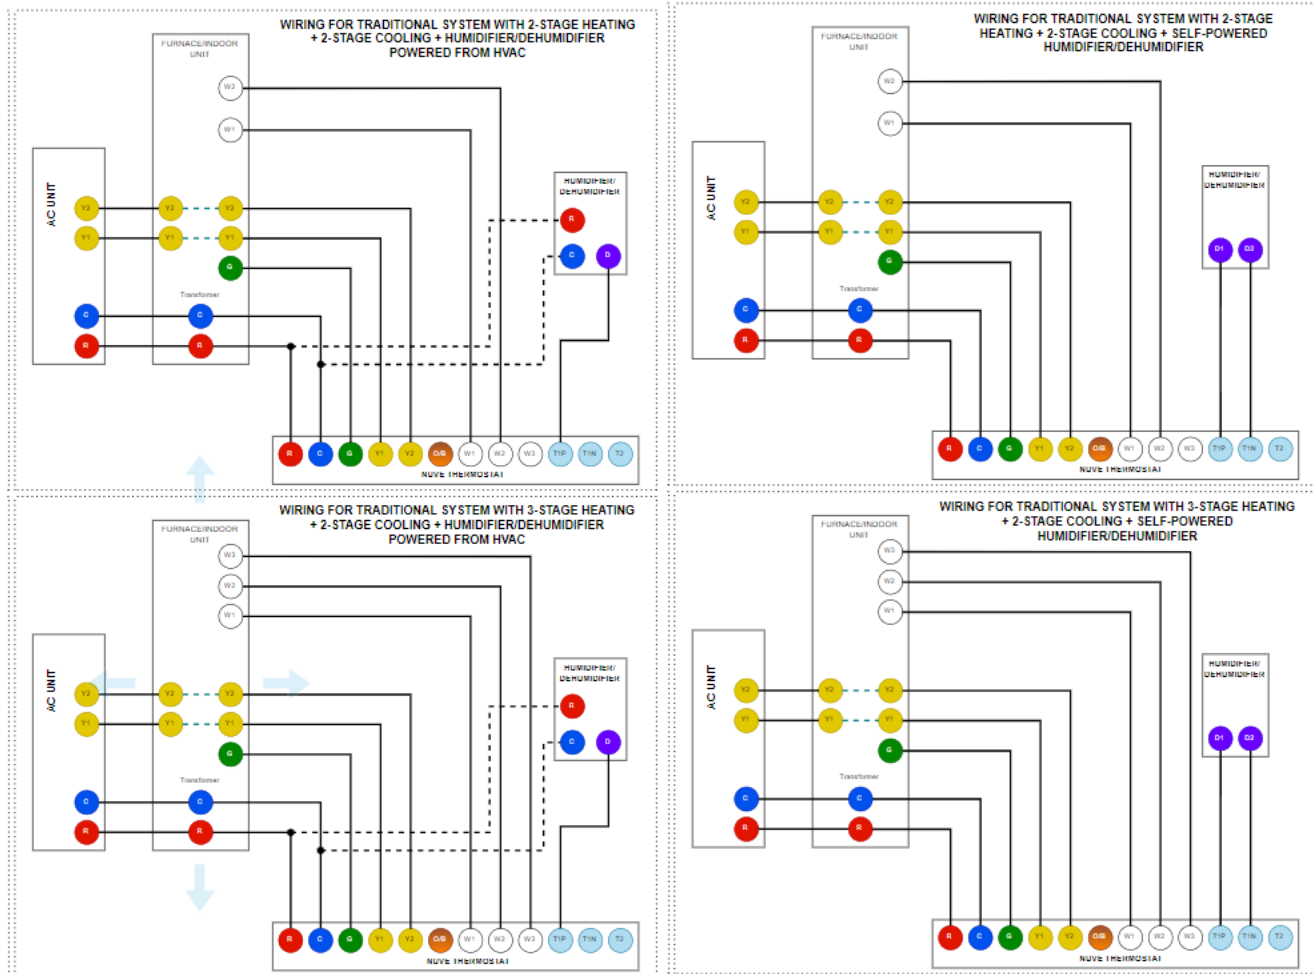 WIRING FOR TRADITIONAL SYSTEM WITH 2-STAGE HEATING
+ 2-STAGE COOLING + HUMIDIFIER/DEHUMIDIFIER
POWERED FROM HVAC
FURNACE/INDOOR
UNIT
W2
W1
AC UNIT
HUMIDIFIER/
DEHUMIDIFIER
Y2 Y2 Y2
R
Y1 Y1 Y1
C D
G
Transformer
C C
R R
R C G Y1 Y2 O/B W1 W2 W3 T1P T1N T2
NUVE THERMOSTAT
WIRING FOR TRADITIONAL SYSTEM WITH 2-STAGE
HEATING + 2-STAGE COOLING + SELF-POWERED
HUMIDIFIER/DEHUMIDIFIER
FURNACE/INDOOR
UNIT
W2
W1
AC UNIT
HUMIDIFIER/
DEHUMIDIFIER
Y2 Y2 Y2
Y1 Y1 Y1
D1 D2
G
Transformer
C C
R R
R C G Y1 Y2 O/B W1 W2 W3 T1P T1N T2
NUVE THERMOSTAT
WIRING FOR TRADITIONAL SYSTEM WITH 3-STAGE HEATING
+ 2-STAGE COOLING + HUMIDIFIER/DEHUMIDIFIER
POWERED FROM HVAC
FURNACE/INDOOR
UNIT
W3
W2
W1
AC UNIT
HUMIDIFIER/
DEHUMIDIFIER
Y2 Y2 Y2
R
Y1 Y1 Y1
C D
G
Transformer
C C
R R
R C G Y1 Y2 O/B W1 W2 W3 T1P T1N T2
NUVE THERMOSTAT
WIRING FOR TRADITIONAL SYSTEM WITH 3-STAGE HEATING
+ 2-STAGE COOLING + SELF-POWERED
HUMIDIFIER/DEHUMIDIFIER
FURNACE/INDOOR
UNIT
W3
W2
W1
AC UNIT
HUMIDIFIER/
DEHUMIDIFIER
Y2 Y2 Y2
Y1 Y1 Y1
D1 D2
G
Transformer
C C
R R
R C G Y1 Y2 O/B W1 W2 W3 T1P T1N T2
NUVE THERMOSTAT